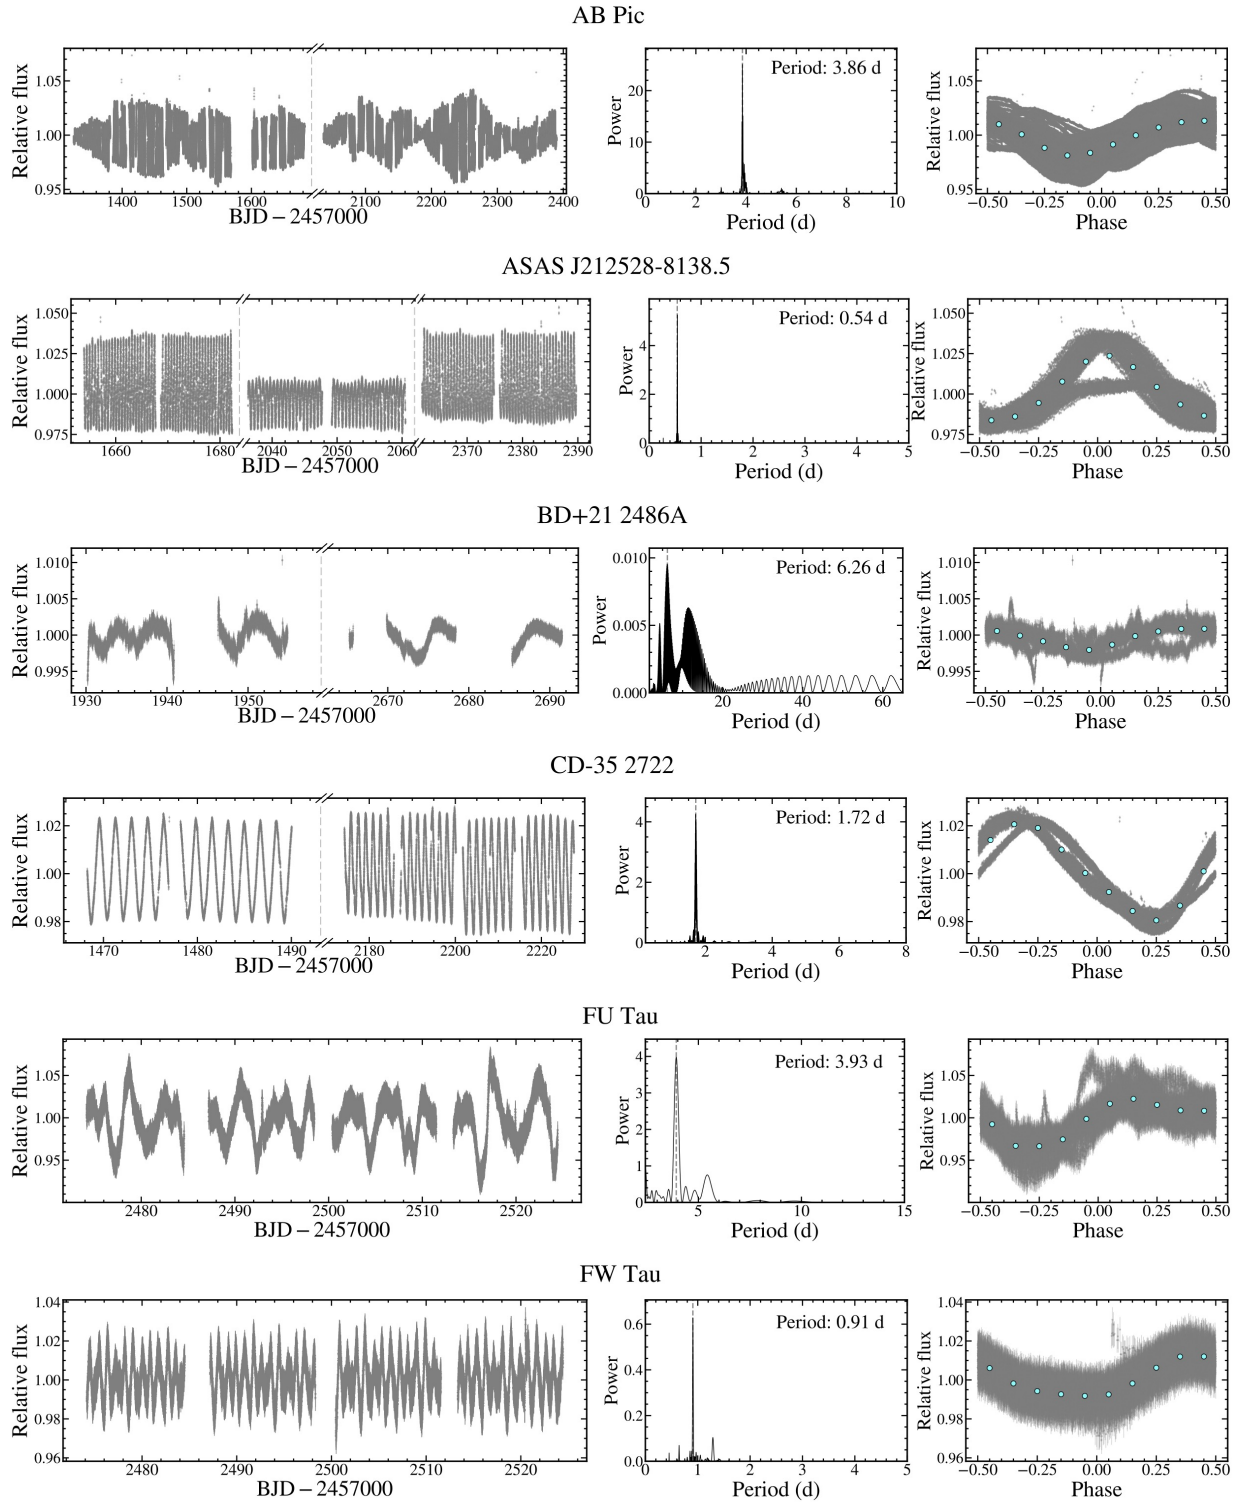 AB Pic
Relative flux
1.05
1.00
0.95
1400 1500 1600 2100 2200 2300 2400
BJD − 2457000
Power
20
10
0
Period: 3.86 d
0 2 4 6 8 10
Period (d)
Relative flux
1.05
1.00
0.95
−0.50 −0.25 0.00 0.25 0.50
Phase
ASAS J212528-8138.5
Relative flux
1.050
1.025
1.000
0.975
1660 1680 2040 2050 2060 2370 2380 2390
BJD − 2457000
Power
4
2
0
Period: 0.54 d
0 1 2 3 4 5
Period (d)
Relative flux
1.050
1.025
1.000
0.975
−0.50 −0.25 0.00 0.25 0.50
Phase
BD+21 2486A
Relative flux
1.010
1.005
1.000
0.995
1930 1940 1950 2670 2680 2690
BJD − 2457000
Power
0.010
0.005
0.000
Period: 6.26 d
20 40 60
Period (d)
Relative flux
1.010
1.005
1.000
0.995
−0.50 −0.25 0.00 0.25 0.50
Phase
CD-35 2722
Relative flux
1.02
1.00
0.98
1470 1480 1490 2180 2200 2220
BJD − 2457000
Power
4
2
0
Period: 1.72 d
2 4 6 8
Period (d)
Relative flux
1.02
1.00
0.98
−0.50 −0.25 0.00 0.25 0.50
Phase
FU Tau
Relative flux
1.05
1.00
0.95
2480 2490 2500 2510 2520
BJD − 2457000
Power
4
3
2
1
0
Period: 3.93 d
5 10 15
Period (d)
Relative flux
1.05
1.00
0.95
−0.50 −0.25 0.00 0.25 0.50
Phase
FW Tau
Relative flux
1.04
1.02
1.00
0.98
0.96
2480 2490 2500 2510 2520
BJD − 2457000
Power
0.6
0.4
0.2
0.0
Period: 0.91 d
0 1 2 3 4 5
Period (d)
Relative flux
1.04
1.02
1.00
0.98
0.96
−0.50 −0.25 0.00 0.25 0.50
Phase